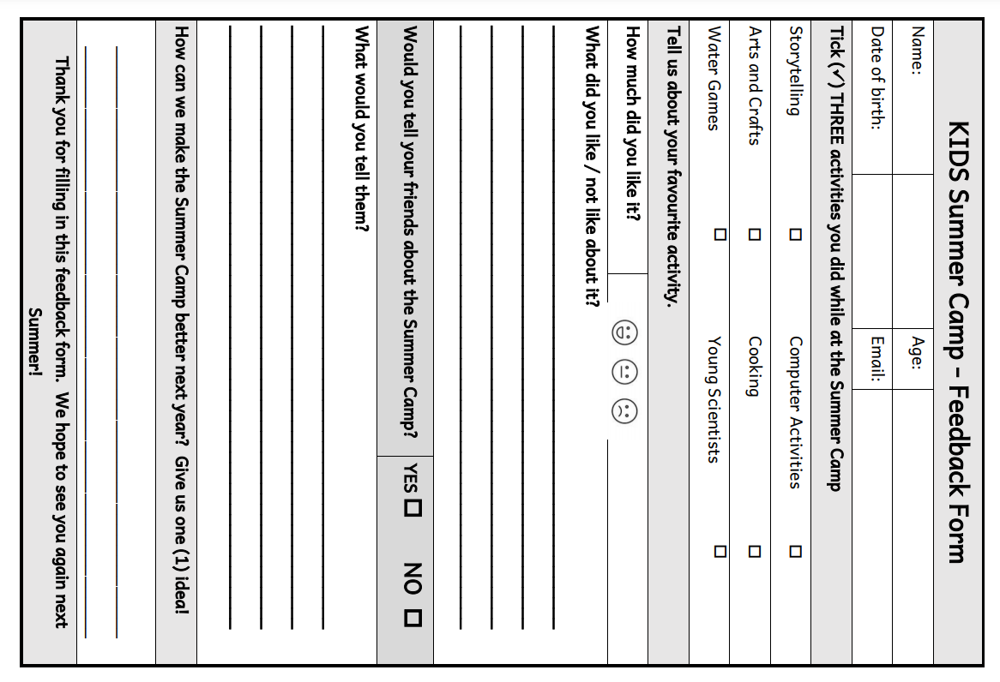 KIDS Summer Camp – Feedback Form
Name: Age:
Date of birth: Email:
Tick (✓) THREE activities you did while at the Summer Camp
Storytelling ☐ Computer Activities ☐
Arts and Crafts ☐ Cooking ☐
Water Games ☐ Young Scientists ☐
Tell us about your favourite activity.
How much did you like it?
What did you like / not like about it?
Would you tell your friends about the Summer Camp? YES ☐ NO ☐
What would you tell them?
How can we make the Summer Camp better next year? Give us one (1) idea!
Thank you for filling in this feedback form. We hope to see you again next
Summer!